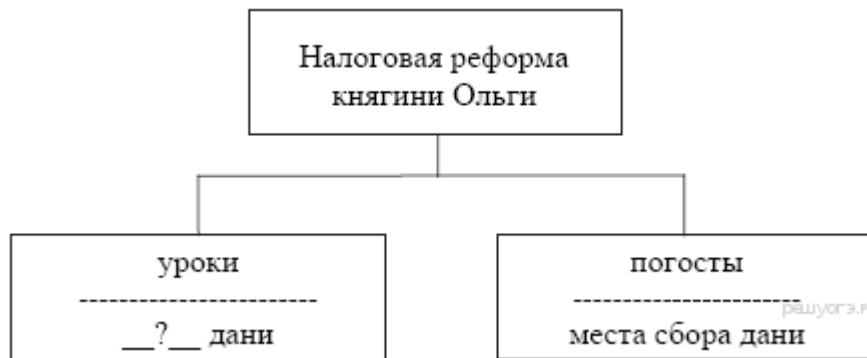 Налоговая реформа
княгини Ольги
уроки
------------------------
__?__ дани
погосты
-----------------------
места сбора дани